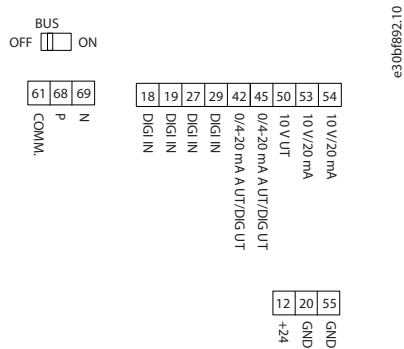 e30bf892.10
BUS
OFF ON
61 68 69
COMM.
P
N
18 19 27 29 42 45 50 53 54
DIGI IN
DIGI IN
DIGI IN
DIGI IN
0/4-20 mA A UT/DIG UT
0/4-20 mA A UT/DIG UT
10 V UT
10 V/20 mA
10 V/20 mA
12 20 55
+24
GND
GND